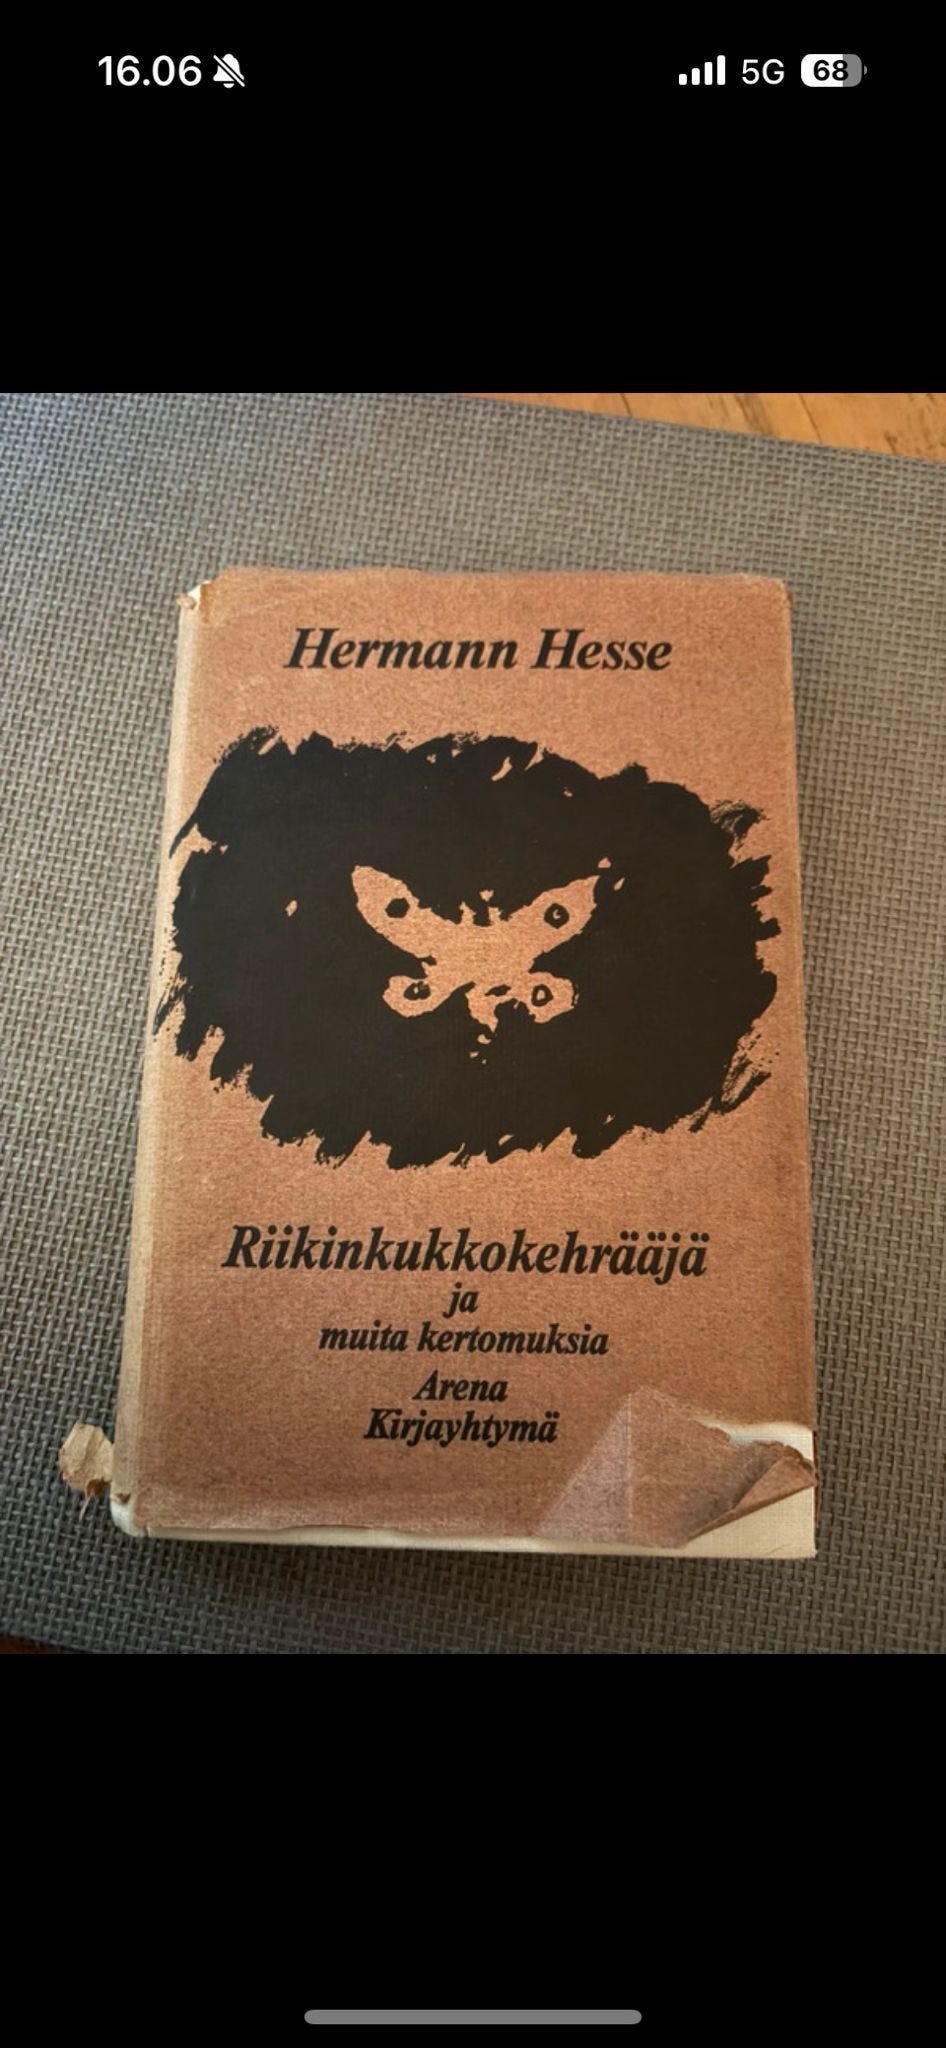 16.06
5G
68
Hermann Hesse
Riikinkukkokehrääjä
ja
muita kertomuksia
Arena
Kirjayhtymä